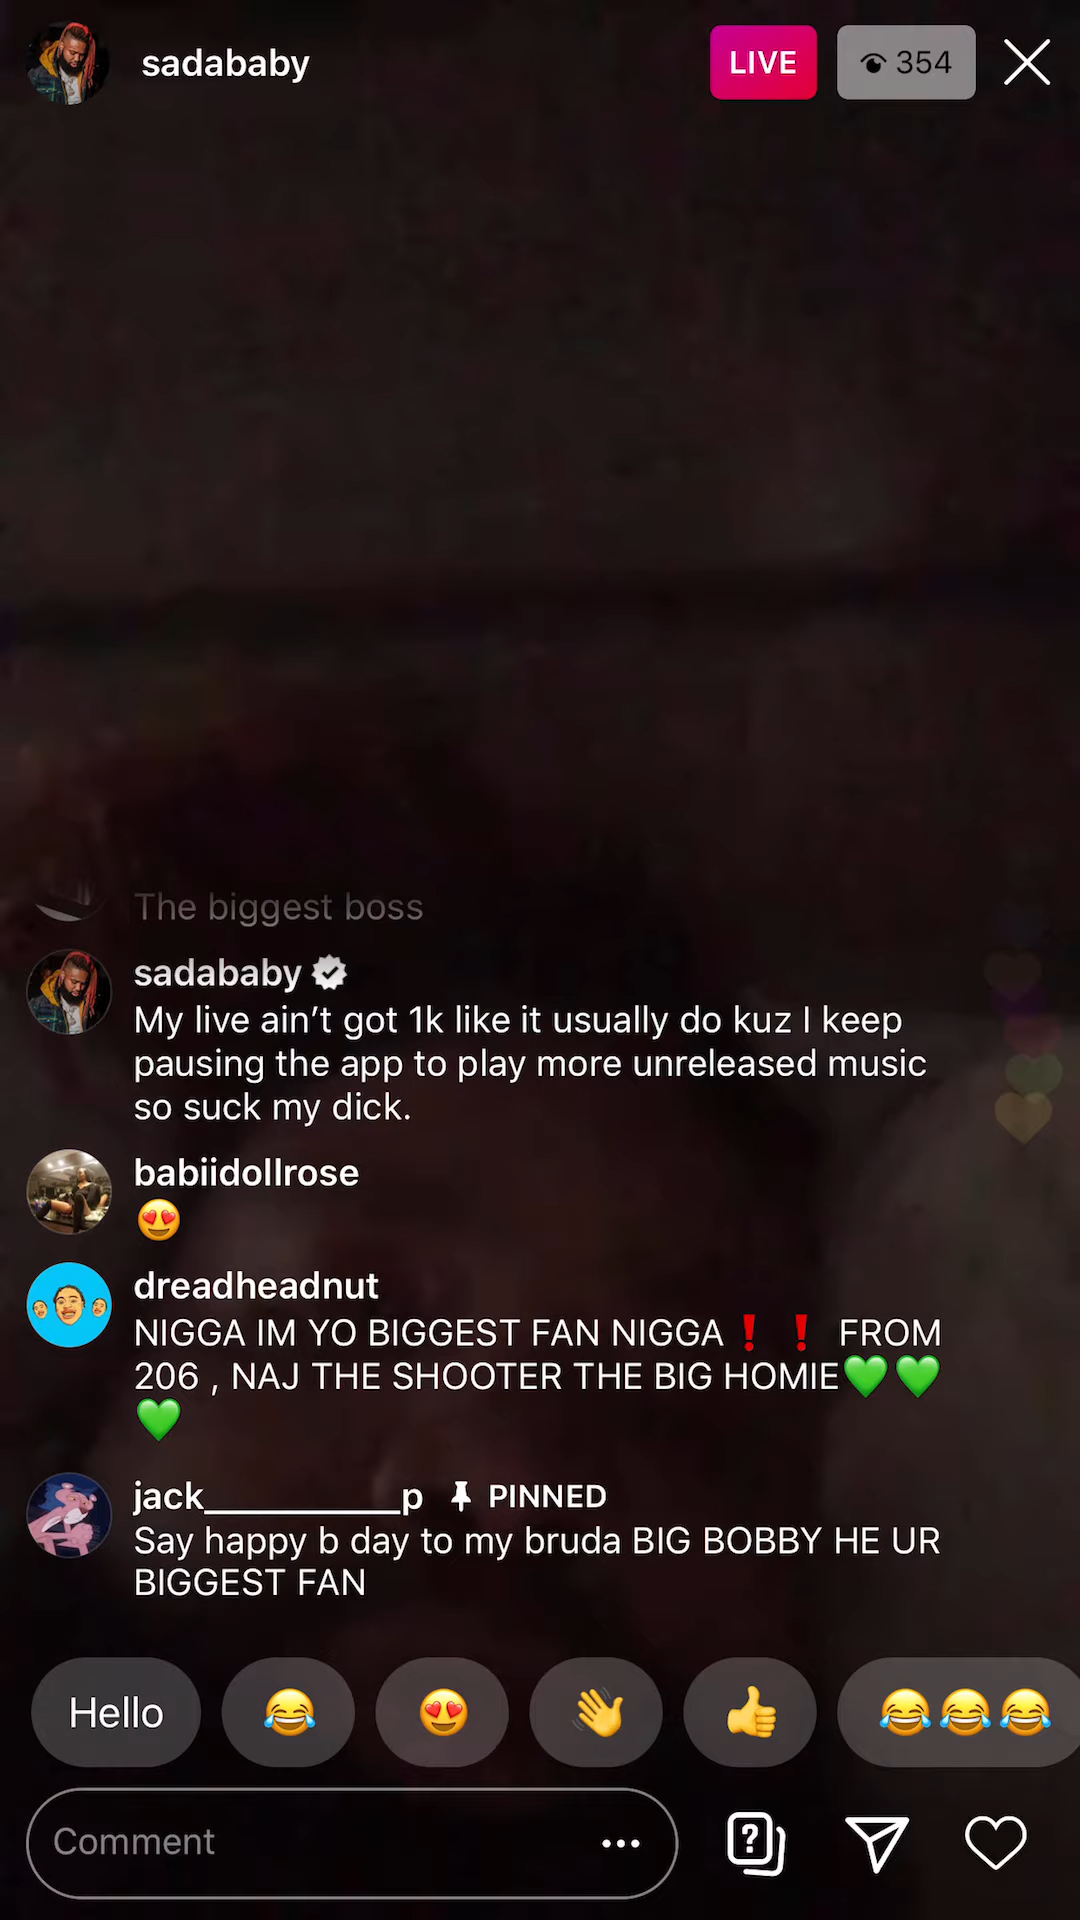 sadababy
LIVE
354
The biggest boss
sadababy
My live ain’t got 1k like it usually do kuz I keep
pausing the app to play more unreleased music
so suck my dick.
babiidollrose
😍
dreadheadnut
NIGGA IM YO BIGGEST FAN NIGGA❗❗ FROM
206 , NAJ THE SHOOTER THE BIG HOMIE💚💚
💚
jack__________p PINNED
Say happy b day to my bruda BIG BOBBY HE UR
BIGGEST FAN
Hello 😂 😍 👋 👍 😂😂😂
Comment